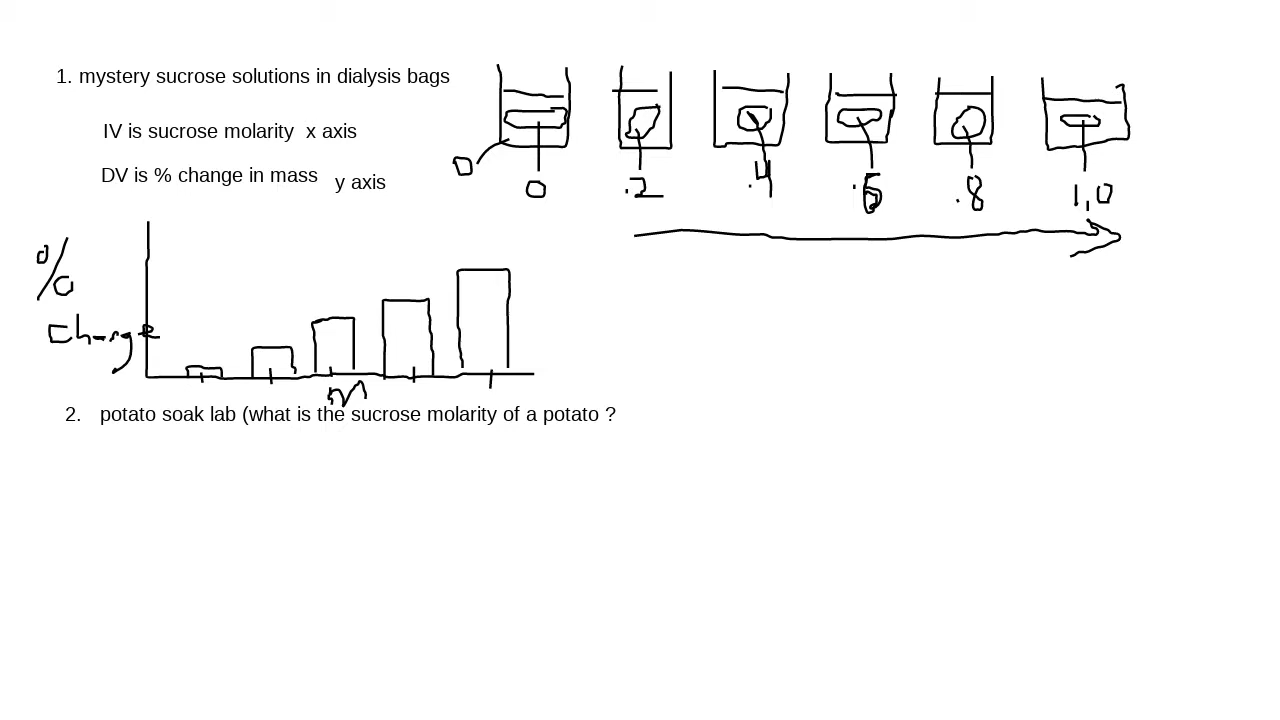 1. mystery sucrose solutions in dialysis bags
IV is sucrose molarity x axis
DV is % change in mass y axis
0
0 .2 .4 .6 .8 1.0
%
change
m
2. potato soak lab (what is the sucrose molarity of a potato ?